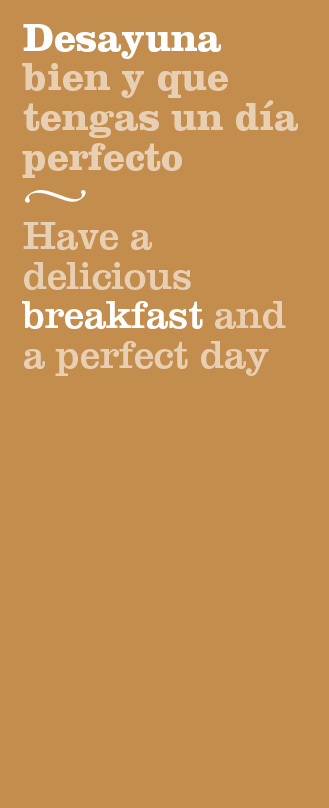 Desayuna
bien y que
tengas un día
perfecto
Have a
delicious
breakfast and
a perfect day